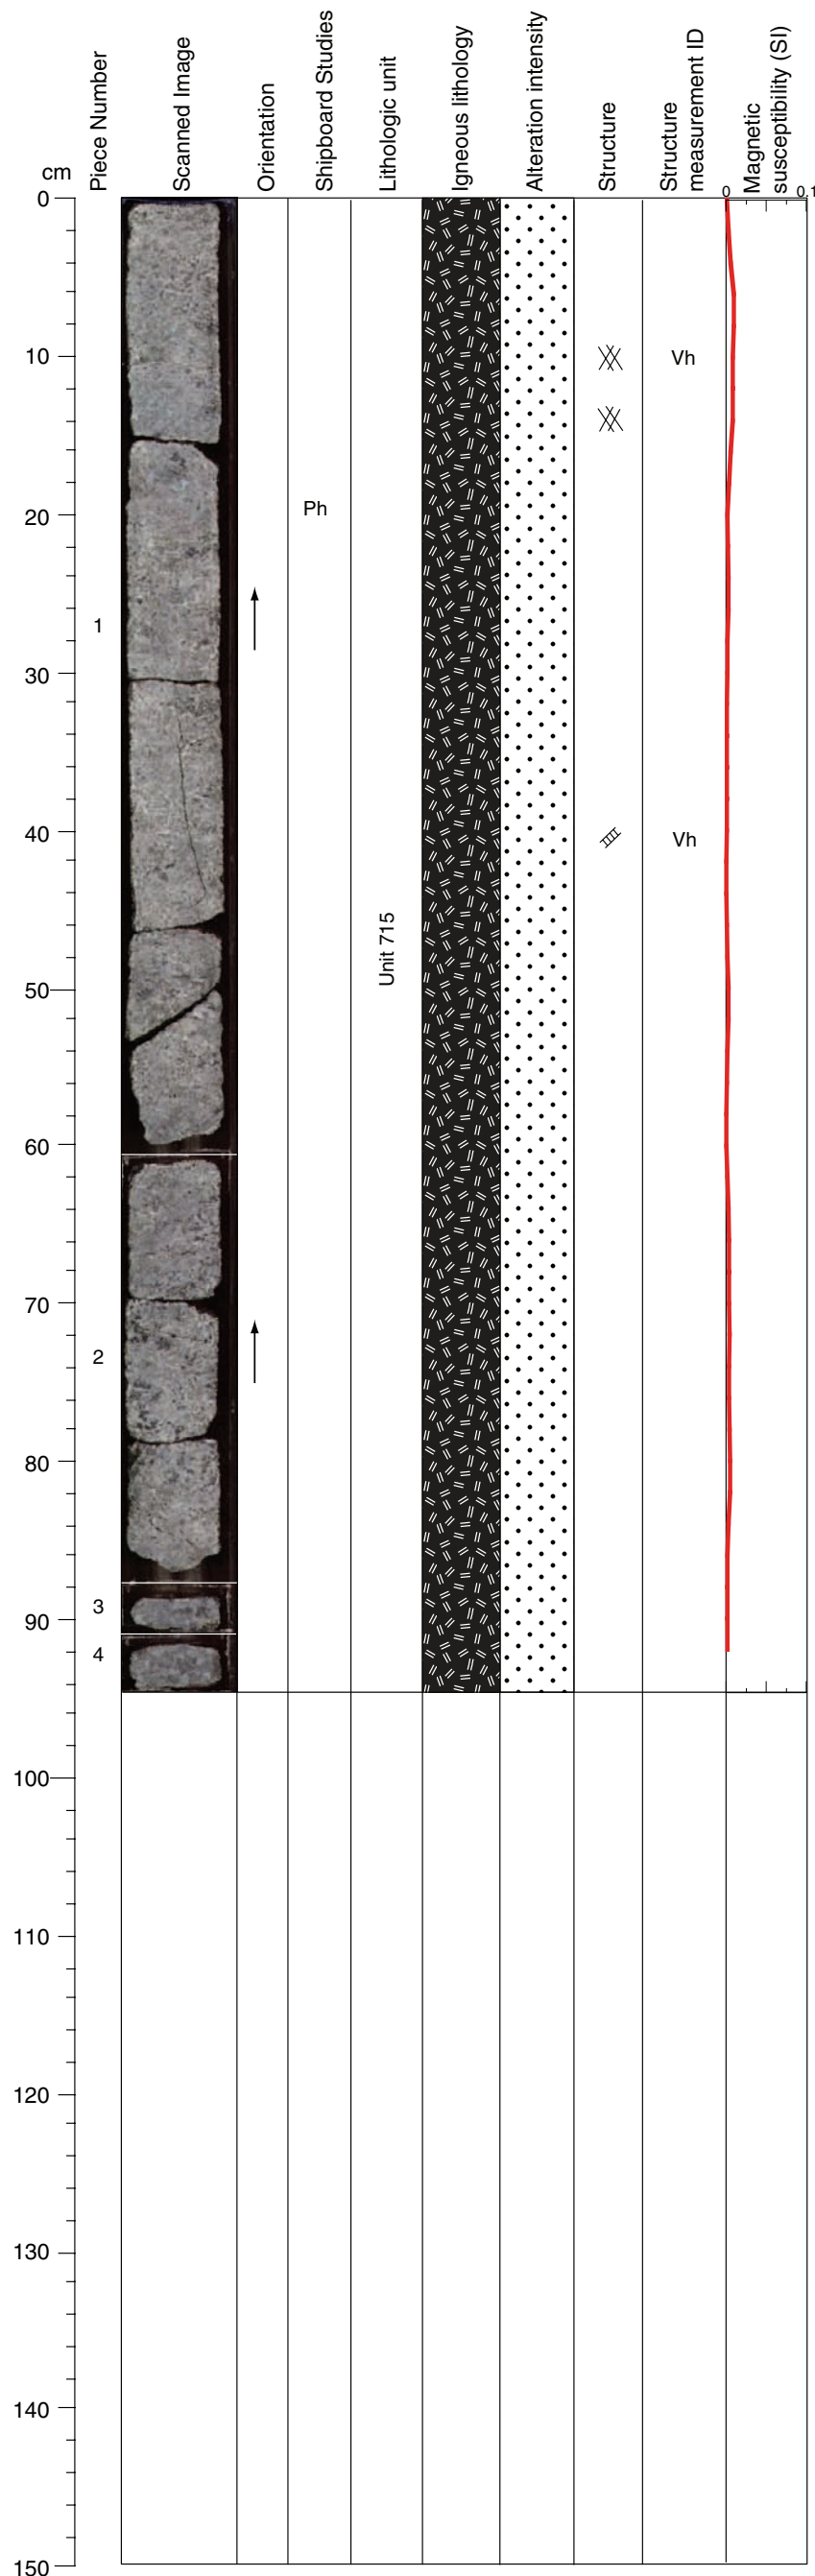 cm
Piece Number
Scanned Image
Orientation
Shipboard Studies
Lithologic unit
Igneous lithology
Alteration intensity
Structure
Structure
measurement ID
Magnetic
susceptibility (SI)
0
0.1
0
10
Vh
20
Ph
1
30
40
Vh
Unit 715
50
60
70
2
80
3
90
4
100
110
120
130
140
150